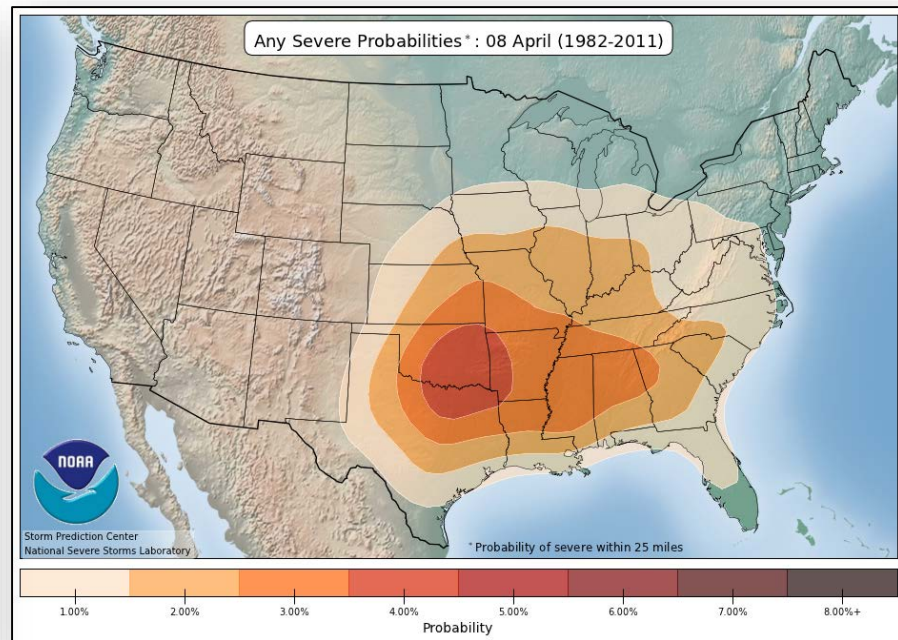 Any Severe Probabilities*: 08 April (1982-2011)
NOAA
Storm Prediction Center
National Severe Storms Laboratory
*Probability of severe within 25 miles
1.00% 2.00% 3.00% 4.00% 5.00% 6.00% 7.00% 8.00%+
Probability